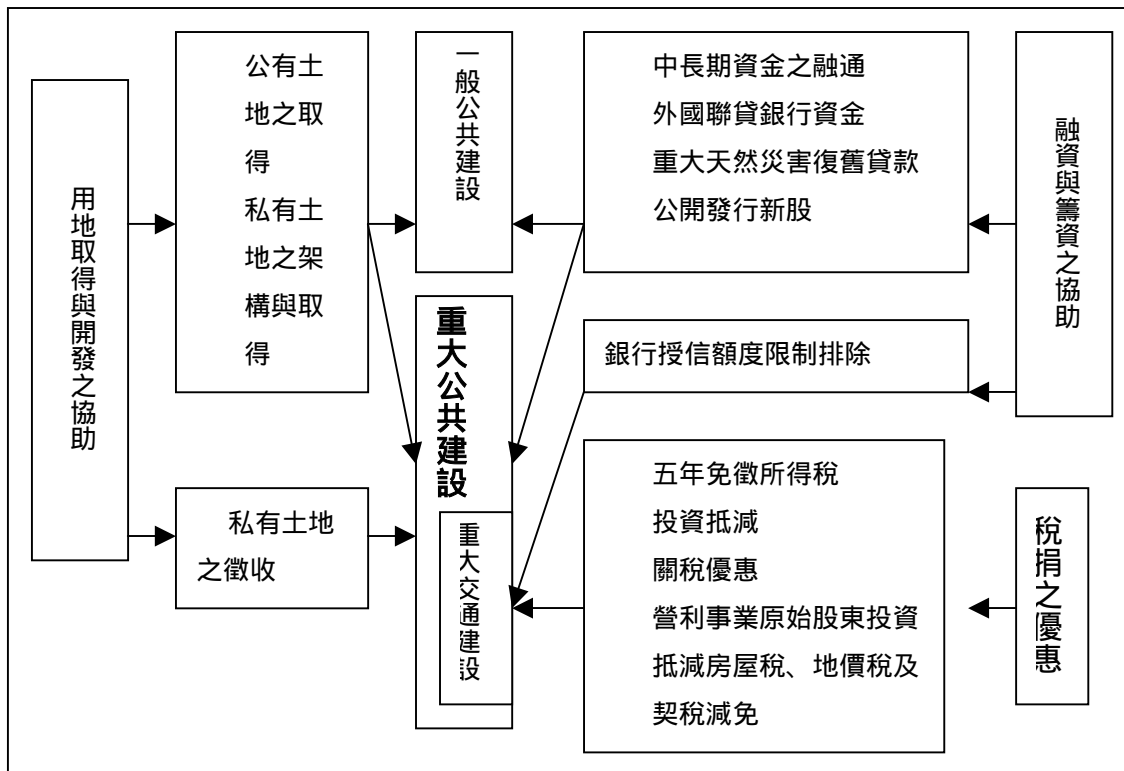 用地取得與開發之協助
公有土
地之取
得
私有土
地之架
構與取
得
私有土地
之徵收
一般公共建設
重大公共建設
重大交通建設
中長期資金之融通
外國聯貸銀行資金
重大天然災害復舊貸款
公開發行新股
銀行授信額度限制排除
五年免徵所得稅
投資抵減
關稅優惠
營利事業原始股東投資
抵減房屋稅、地價稅及
契稅減免
融資與籌資之協助
稅捐之優惠